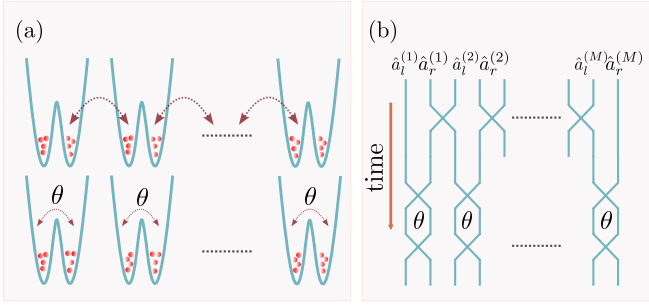 (a)
θ θ θ
(b)
â_l^{(1)} â_r^{(1)} â_l^{(2)} â_r^{(2)} â_l^{(M)} â_r^{(M)}
time
θ θ θ